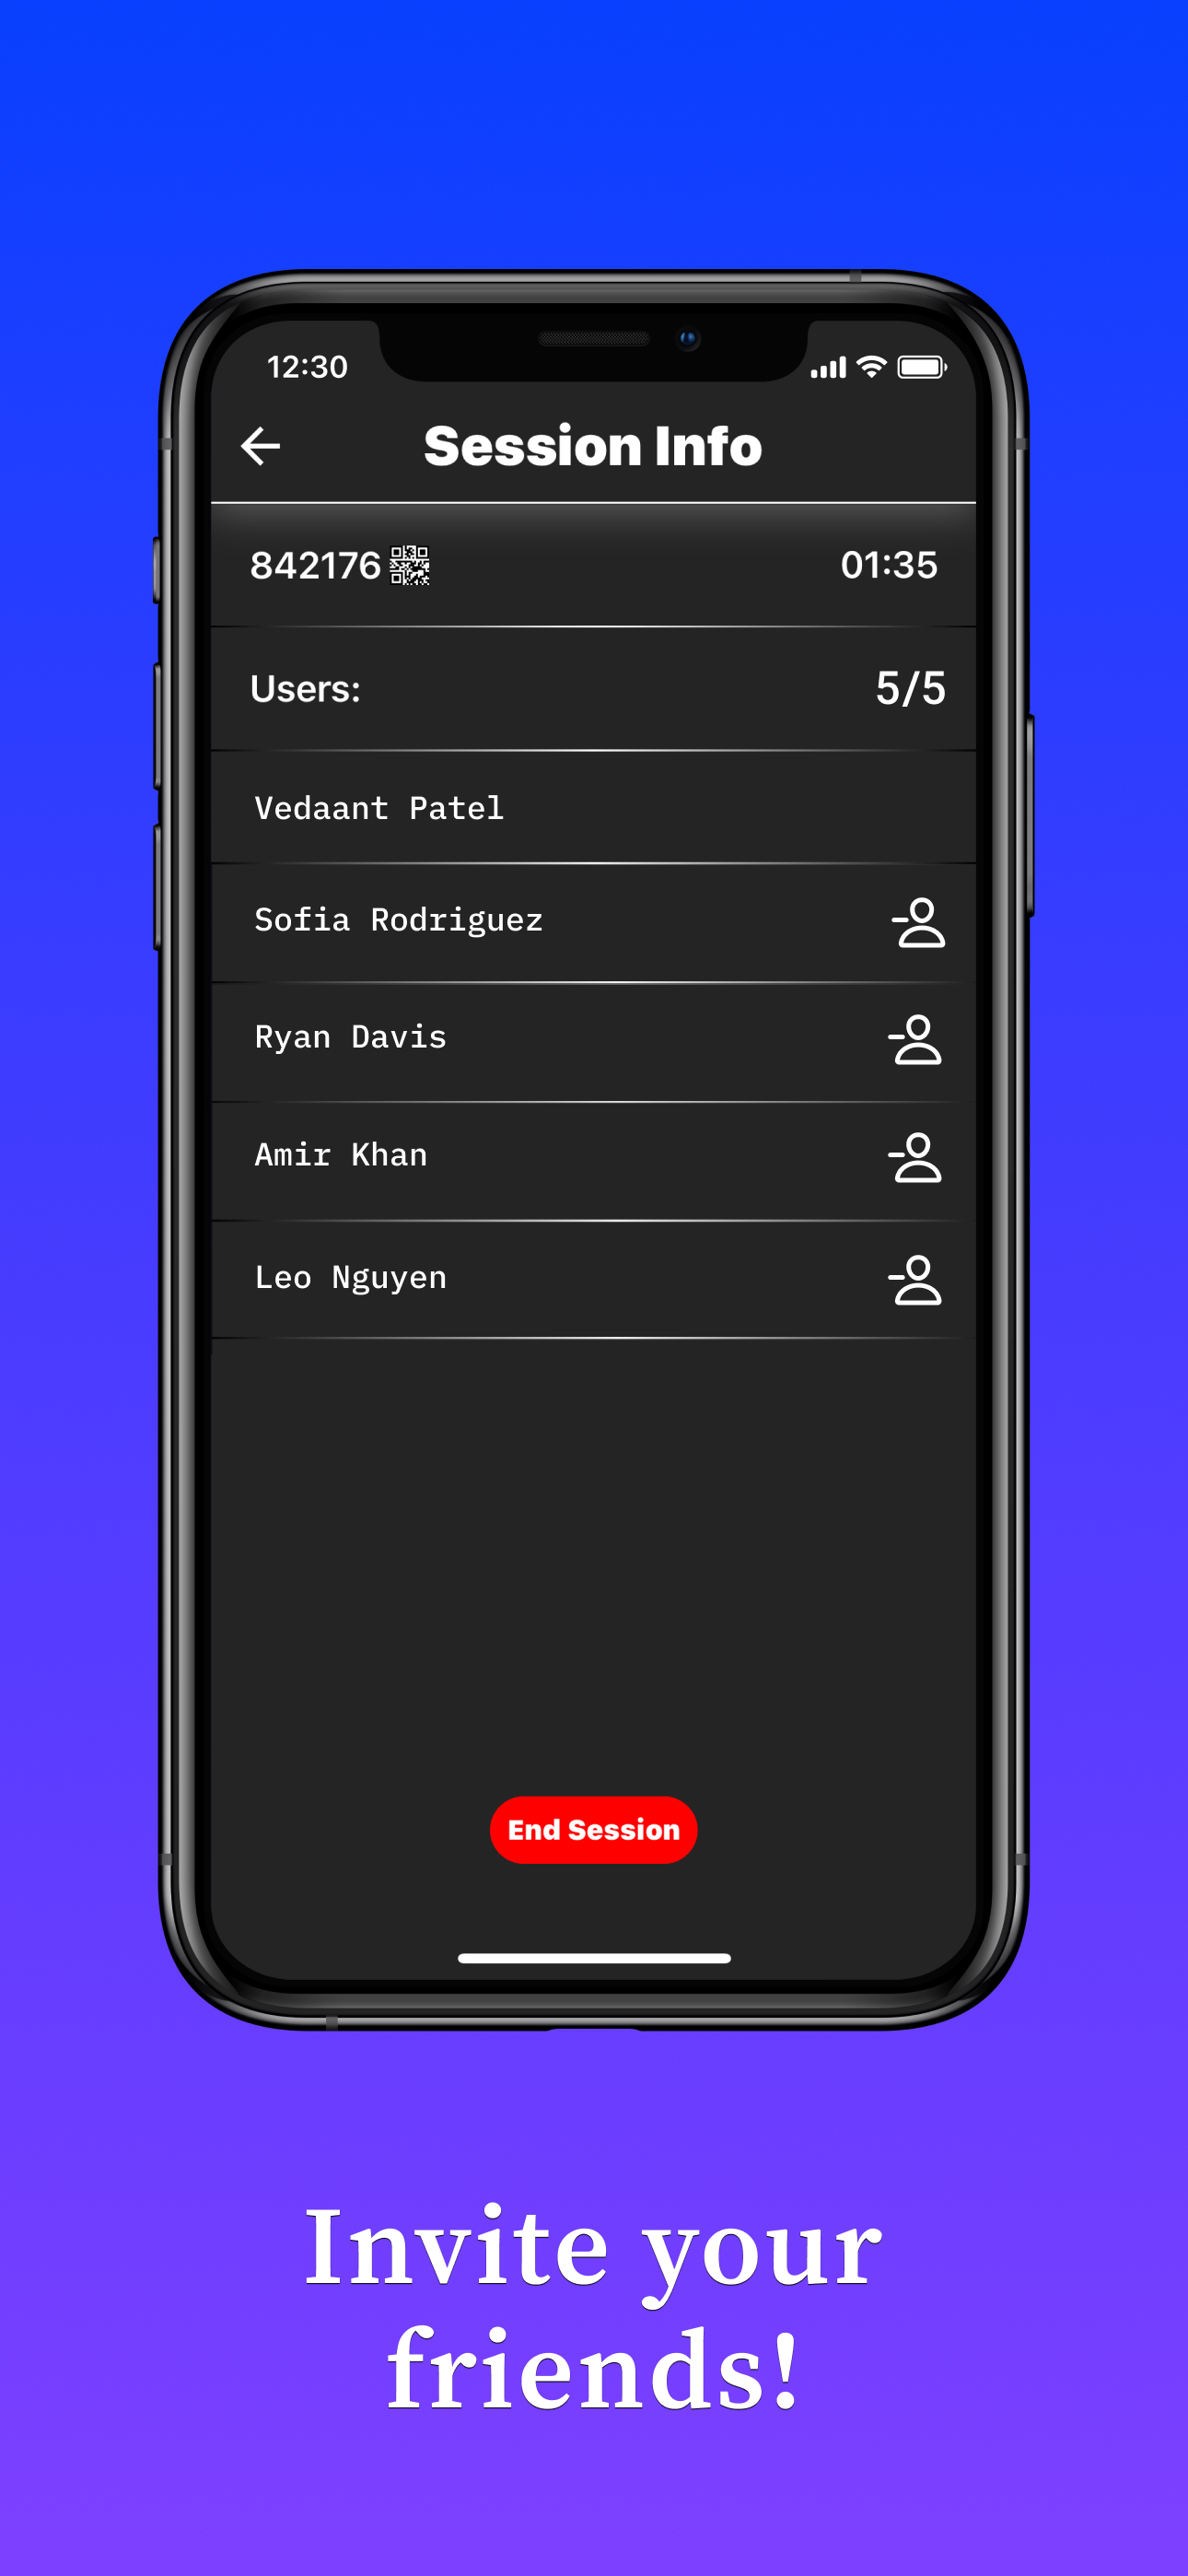 12:30
Session Info
842176 01:35
Users: 5/5
Vedaant Patel
Sofia Rodriguez
Ryan Davis
Amir Khan
Leo Nguyen
End Session
Invite your
friends!